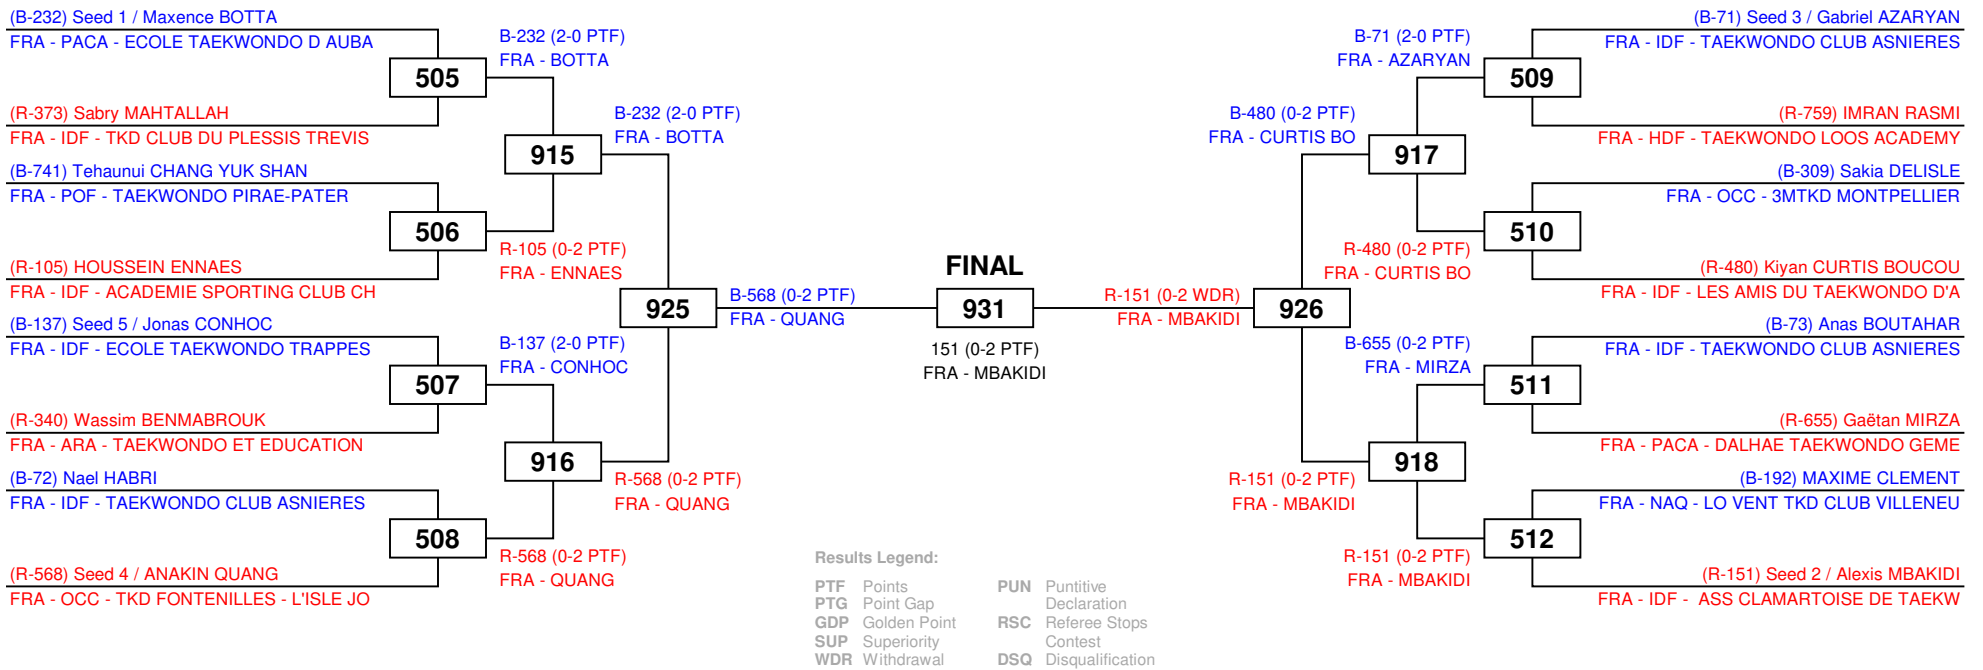 (B-232) Seed 1 / Maxence BOTTA
FRA - PACA - ECOLE TAEKWONDO D AUBA
505
(R-373) Sabry MAHTALLAH
FRA - IDF - TKD CLUB DU PLESSIS TREVIS
(B-741) Tehaunui CHANG YUK SHAN
FRA - POF - TAEKWONDO PIRAE-PATER
506
(R-105) HOUSSEIN ENNAES
FRA - IDF - ACADEMIE SPORTING CLUB CH
(B-137) Seed 5 / Jonas CONHOC
FRA - IDF - ECOLE TAEKWONDO TRAPPES
507
(R-340) Wassim BENMABROUK
FRA - ARA - TAEKWONDO ET EDUCATION
(B-72) Nael HABRI
FRA - IDF - TAEKWONDO CLUB ASNIERES
508
(R-568) Seed 4 / ANAKIN QUANG
FRA - OCC - TKD FONTENILLES - L'ISLE JO
B-232 (2-0 PTF)
FRA - BOTTA
915
R-105 (0-2 PTF)
FRA - ENNAES
B-137 (2-0 PTF)
FRA - CONHOC
916
R-568 (0-2 PTF)
FRA - QUANG
B-232 (2-0 PTF)
FRA - BOTTA
925
R-568 (0-2 PTF)
FRA - QUANG
B-568 (0-2 PTF)
FRA - QUANG
FINAL
931
151 (0-2 PTF)
FRA - MBAKIDI
R-151 (0-2 WDR)
FRA - MBAKIDI
B-480 (0-2 PTF)
FRA - CURTIS BO
926
R-151 (0-2 PTF)
FRA - MBAKIDI
B-71 (2-0 PTF)
FRA - AZARYAN
917
R-480 (0-2 PTF)
FRA - CURTIS BO
B-655 (0-2 PTF)
FRA - MIRZA
918
R-151 (0-2 PTF)
FRA - MBAKIDI
(B-71) Seed 3 / Gabriel AZARYAN
FRA - IDF - TAEKWONDO CLUB ASNIERES
509
(R-759) IMRAN RASMI
FRA - HDF - TAEKWONDO LOOS ACADEMY
(B-309) Sakia DELISLE
FRA - OCC - 3MTKD MONTPELLIER
510
(R-480) Kiyan CURTIS BOUCOU
FRA - IDF - LES AMIS DU TAEKWONDO D'A
(B-73) Anas BOUTAHAR
FRA - IDF - TAEKWONDO CLUB ASNIERES
511
(R-655) Gaëtan MIRZA
FRA - PACA - DALHAE TAEKWONDO GEME
(B-192) MAXIME CLEMENT
FRA - NAQ - LO VENT TKD CLUB VILLENEU
512
(R-151) Seed 2 / Alexis MBAKIDI
FRA - IDF - ASS CLAMARTOISE DE TAEKW
Results Legend:
PTF Points
PTG Point Gap
GDP Golden Point
SUP Superiority
WDR Withdrawal
PUN Puntitive
Declaration
RSC Referee Stops
Contest
DSQ Disqualification